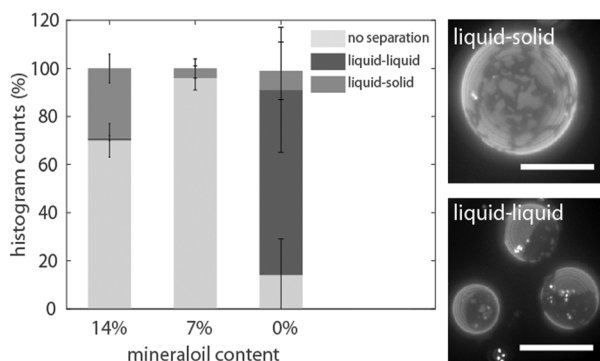 histogram counts (%)
120
100
80
60
40
20
0
no separation
liquid-liquid
liquid-solid
14%
7%
0%
mineraloil content
liquid-solid
liquid-liquid